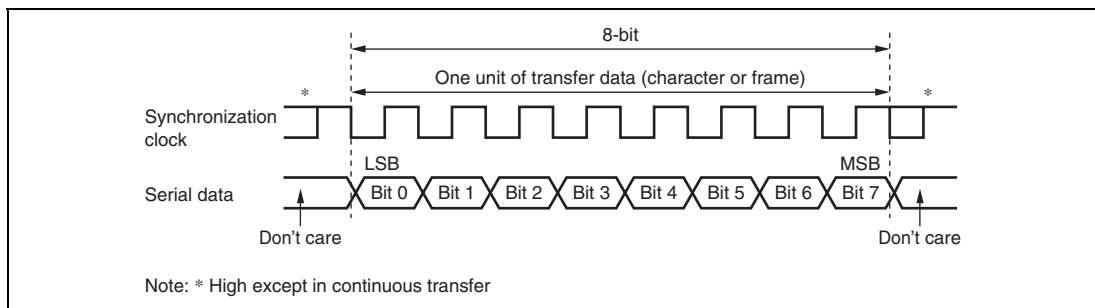 8-bit
One unit of transfer data (character or frame)
*
*
Synchronization
clock
LSB
MSB
Serial data
Bit 0
Bit 1
Bit 2
Bit 3
Bit 4
Bit 5
Bit 6
Bit 7
Don't care
Don't care
Note: * High except in continuous transfer